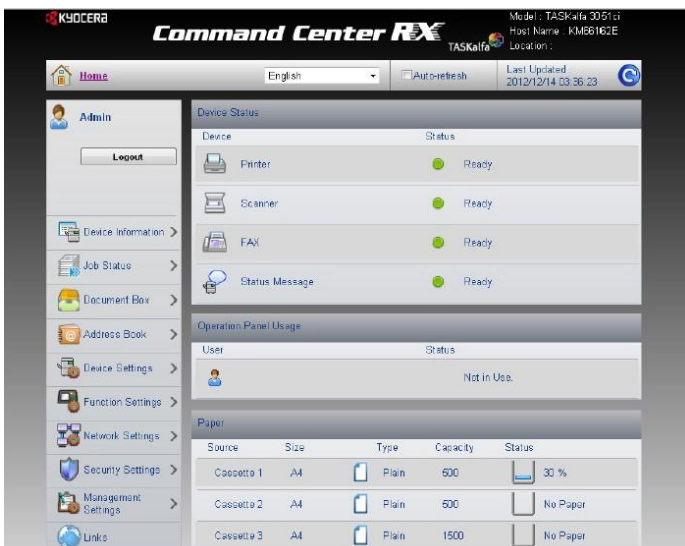 KYOCERA
Command Center RX
TASKalfa
Model : TASKalfa 3051ci
Host Name : KM86162E
Location :
Home
English
Auto-refresh
Last Updated
2012/12/14 03:36:23
Admin
Logout
Device Information
Job Status
Document Box
Address Book
Device Settings
Function Settings
Network Settings
Security Settings
Management
Settings
Links
Device Status
Device Status
Printer Ready
Scanner Ready
FAX Ready
Status Message Ready
Operation Panel Usage
User Status
Not in Use.
Paper
Source Size Type Capacity Status
Cassette 1 A4 Plain 500 30 %
Cassette 2 A4 Plain 500 No Paper
Cassette 3 A4 Plain 1500 No Paper